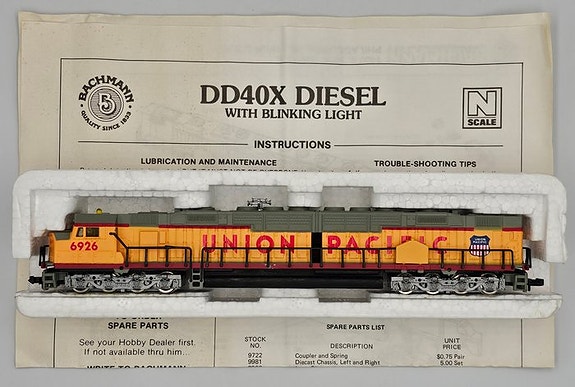 BACHMANN
QUALITY SINCE 1833
DD40X DIESEL
WITH BLINKING LIGHT
N
SCALE
INSTRUCTIONS
LUBRICATION AND MAINTENANCE
TROUBLE-SHOOTING TIPS
6926
UNION PACIFIC
UNION
PACIFIC
SPARE PARTS
See your Hobby Dealer first.
If not available thru him...
WRITE TO BACHMANN
SPARE PARTS LIST
STOCK NO. DESCRIPTION UNIT PRICE
9722 Coupler and Spring $0.75 Pair
9981 Diecast Chassis, Left and Right 5.00 Set